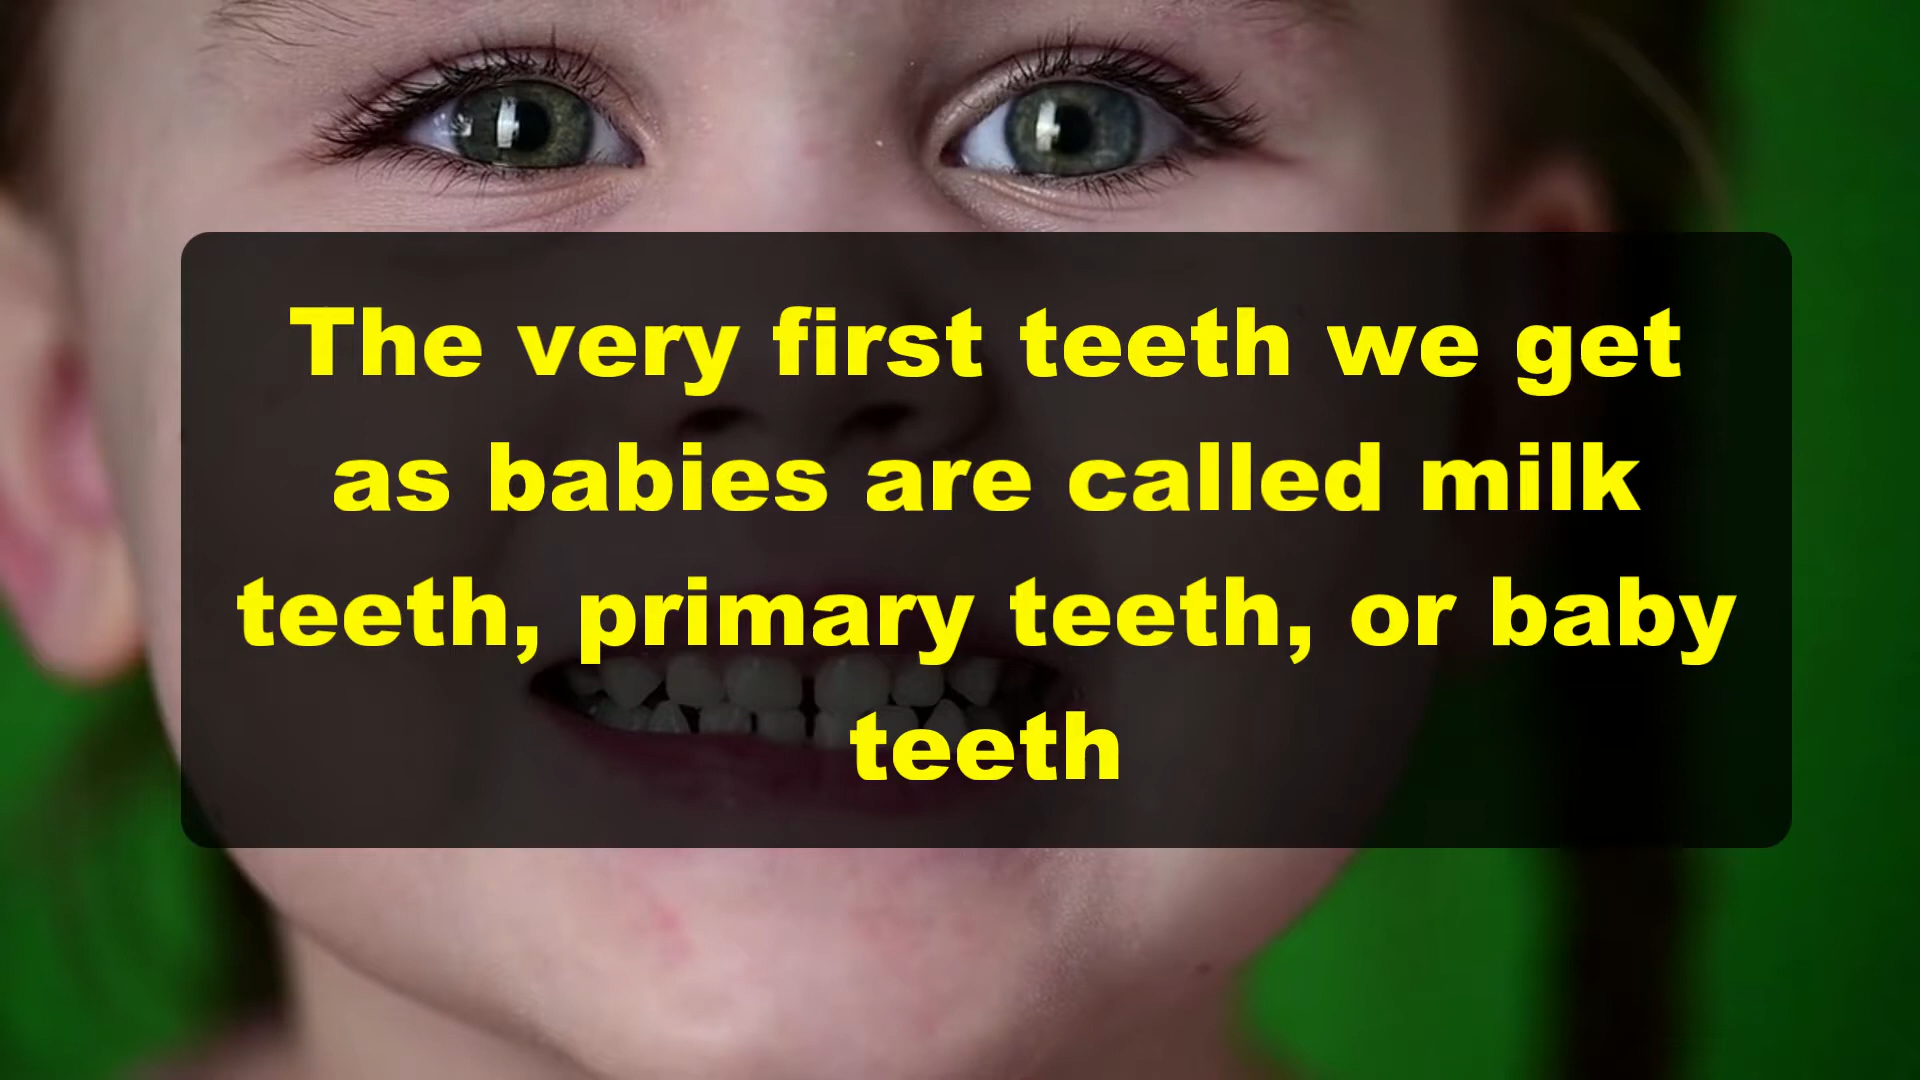 The very first teeth we get
as babies are called milk
teeth, primary teeth, or baby
teeth